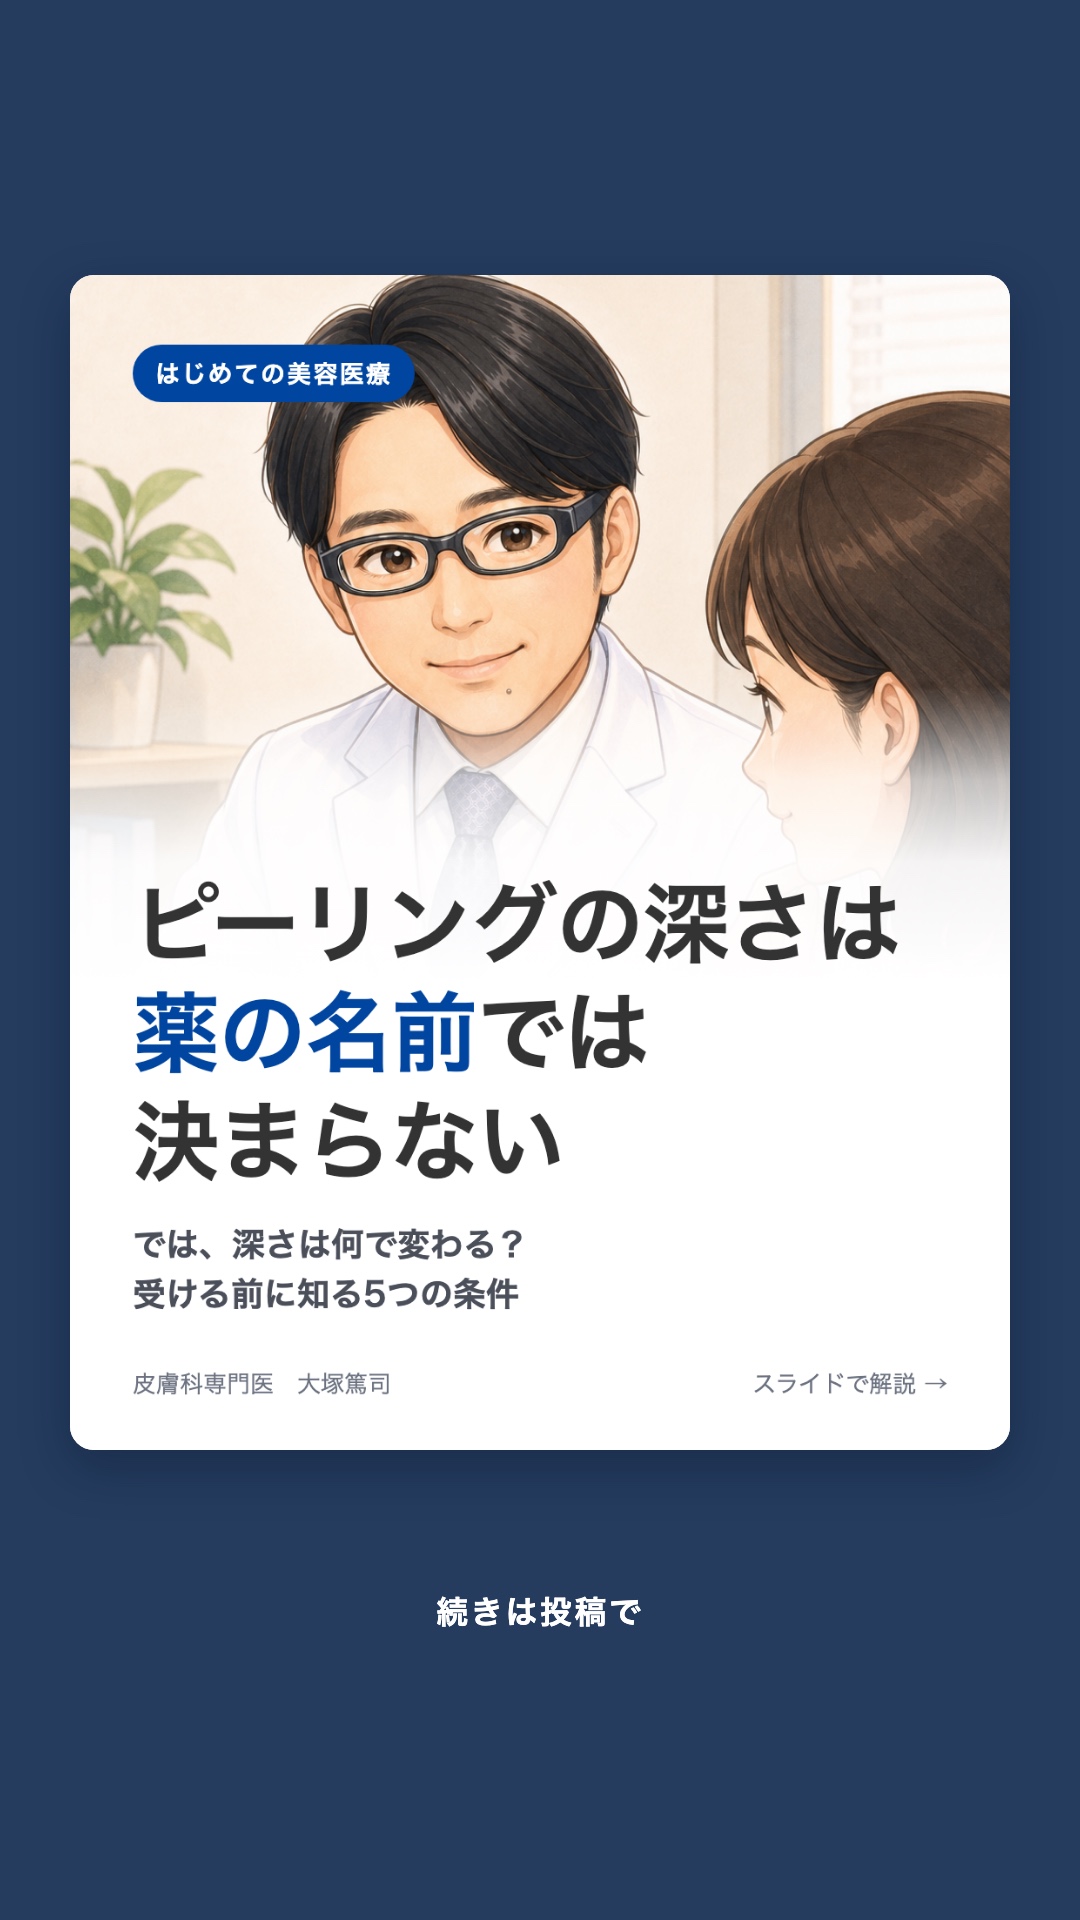 はじめての美容医療
ピーリングの深さは
薬の名前では
決まらない
では、深さは何で変わる？
受ける前に知る5つの条件
皮膚科専門医　大塚篤司
スライドで解説 →
続きは投稿で